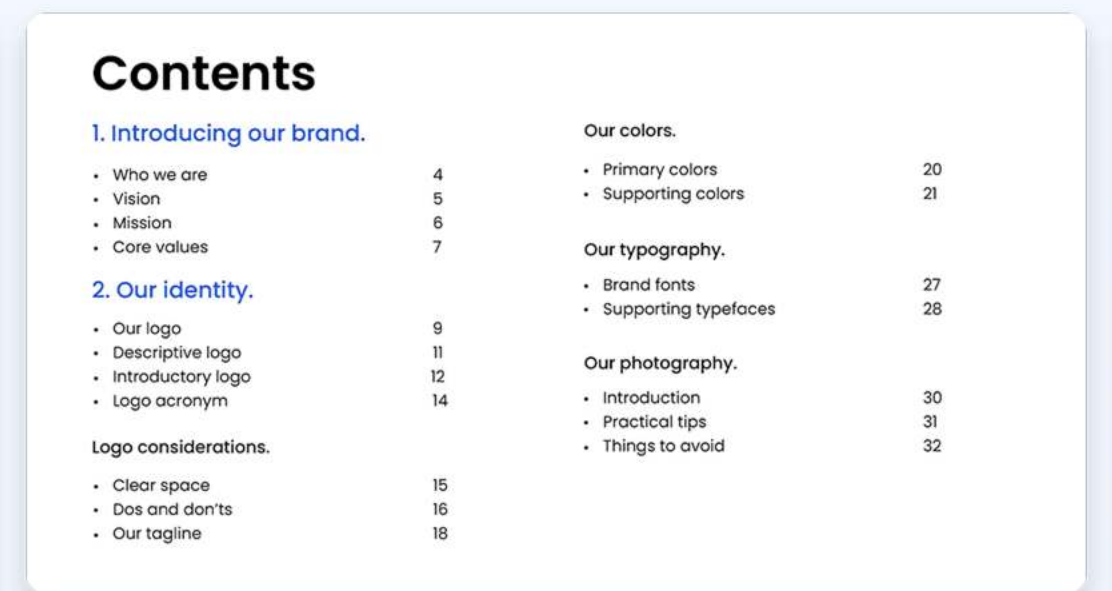 Contents
1. Introducing our brand.
• Who we are 4
• Vision 5
• Mission 6
• Core values 7
2. Our identity.
• Our logo 9
• Descriptive logo 11
• Introductory logo 12
• Logo acronym 14
Logo considerations.
• Clear space 15
• Dos and don'ts 16
• Our tagline 18
Our colors.
• Primary colors 20
• Supporting colors 21
Our typography.
• Brand fonts 27
• Supporting typefaces 28
Our photography.
• Introduction 30
• Practical tips 31
• Things to avoid 32